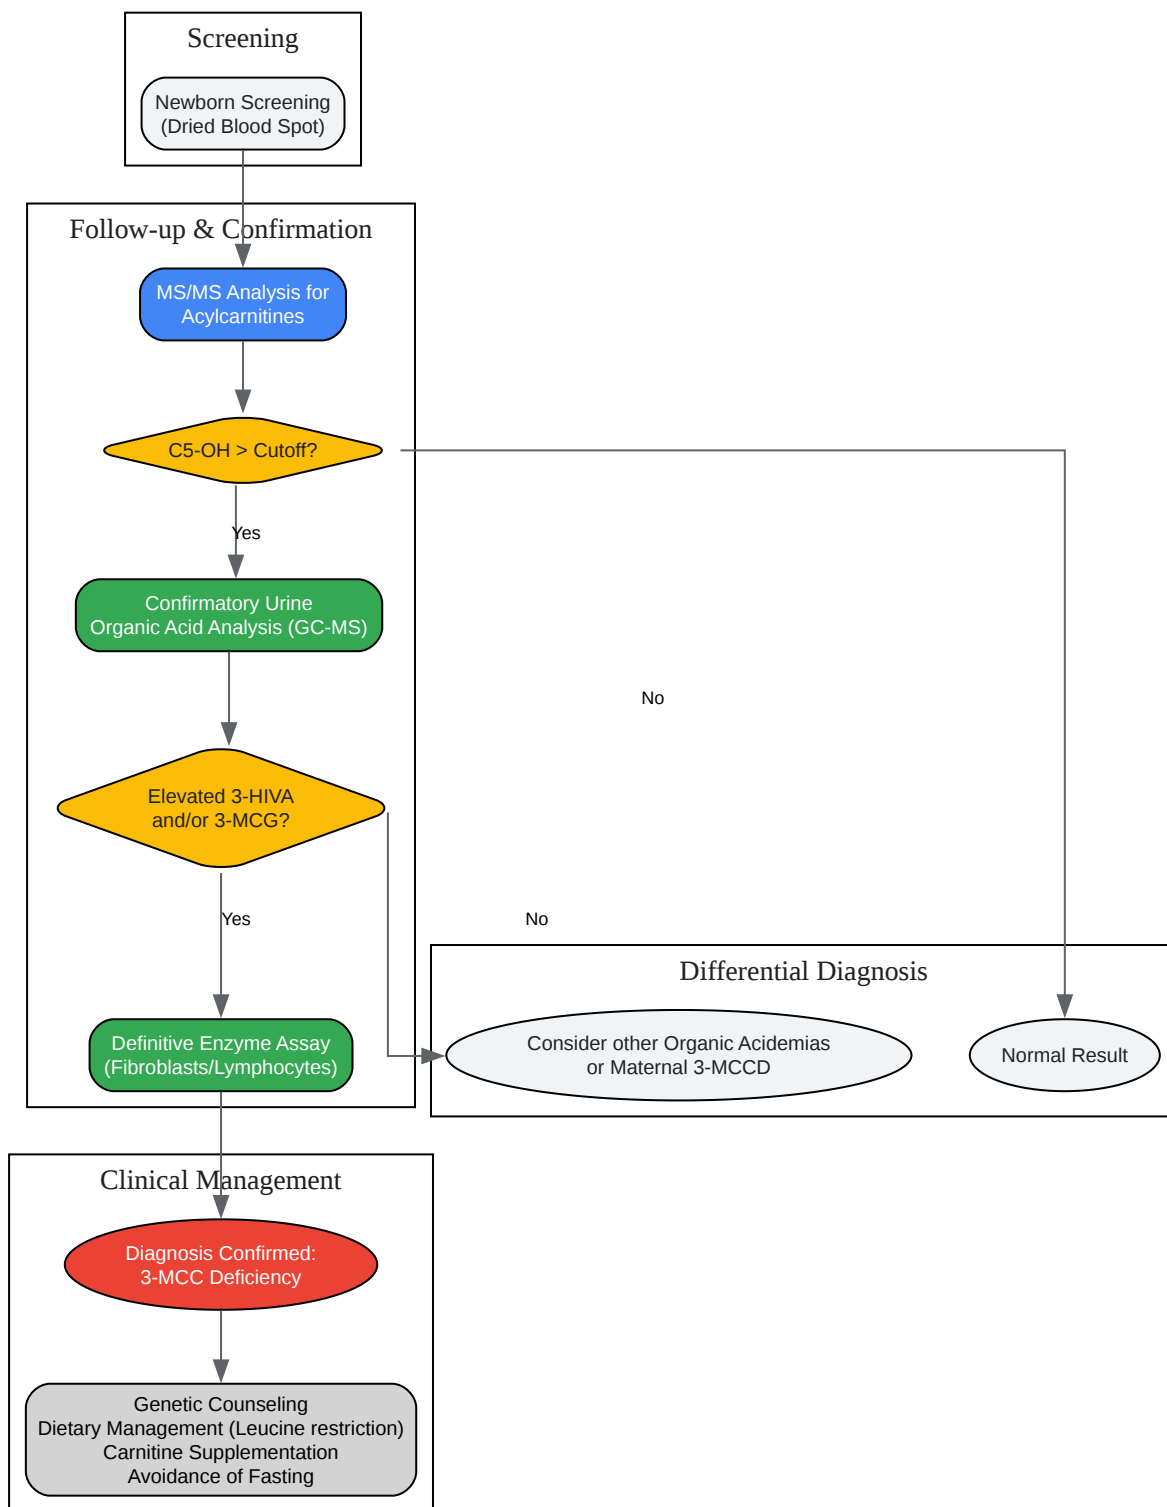 Screening
Newborn Screening
(Dried Blood Spot)
Follow-up & Confirmation
MS/MS Analysis for
Acylcarnitines
C5-OH > Cutoff?
Yes
Confirmatory Urine
Organic Acid Analysis (GC-MS)
No
Elevated 3-HIVA
and/or 3-MCG?
Yes
No
Differential Diagnosis
Definitive Enzyme Assay
(Fibroblasts/Lymphocytes)
Consider other Organic Acidemias
or Maternal 3-MCCD
Normal Result
Clinical Management
Diagnosis Confirmed:
3-MCC Deficiency
Genetic Counseling
Dietary Management (Leucine restriction)
Carnitine Supplementation
Avoidance of Fasting